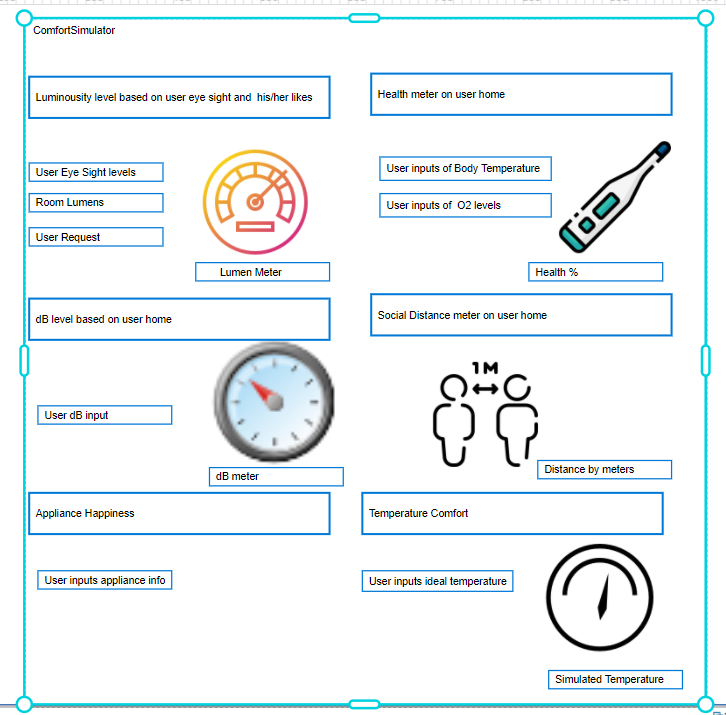 ComfortSimulator
Luminousity level based on user eye sight and his/her likes
Health meter on user home
User Eye Sight levels
Room Lumens
User Request
Lumen Meter
User inputs of Body Temperature
User inputs of O2 levels
Health %
dB level based on user home
Social Distance meter on user home
User dB input
dB meter
1M
Distance by meters
Appliance Happiness
Temperature Comfort
User inputs appliance info
User inputs ideal temperature
Simulated Temperature